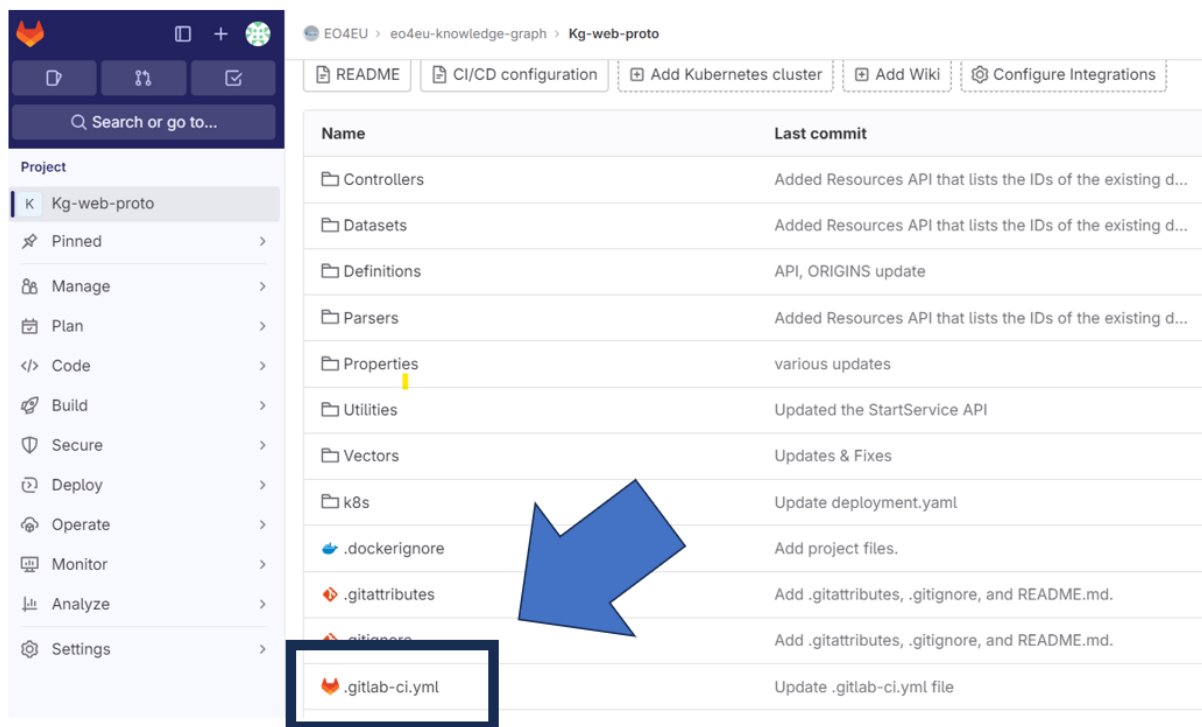 EO4EU > eo4eu-knowledge-graph > Kg-web-proto
README CI/CD configuration Add Kubernetes cluster Add Wiki Configure Integrations
Search or go to...
Project
K Kg-web-proto
Pinned
Manage
Plan
Code
Build
Secure
Deploy
Operate
Monitor
Analyze
Settings
Name Last commit
Controllers Added Resources API that lists the IDs of the existing d...
Datasets Added Resources API that lists the IDs of the existing d...
Definitions API, ORIGINS update
Parsers Added Resources API that lists the IDs of the existing d...
Properties various updates
Utilities Updated the StartService API
Vectors Updates & Fixes
k8s Update deployment.yaml
.dockerignore Add project files.
.gitattributes Add .gitattributes, .gitignore, and README.md.
.gitignore Add .gitattributes, .gitignore, and README.md.
.gitlab-ci.yml Update .gitlab-ci.yml file